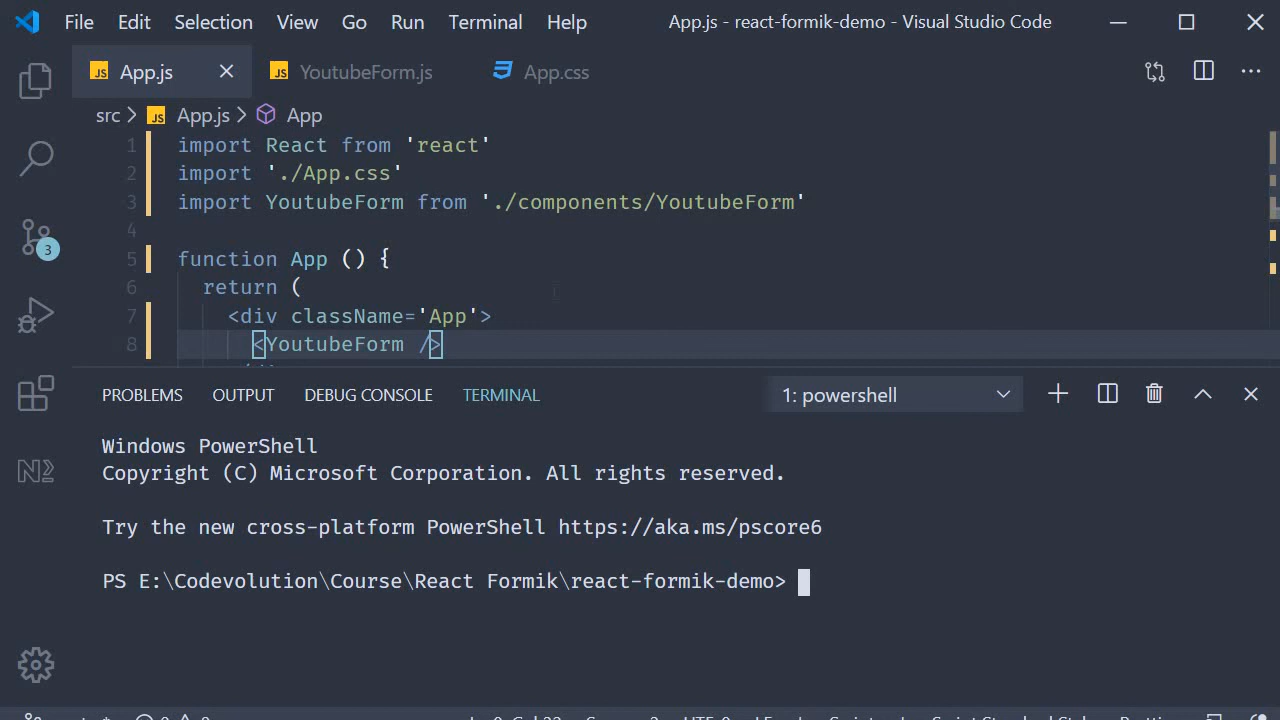 File Edit Selection View Go Run Terminal Help App.js - react-formik-demo - Visual Studio Code
JS App.js JS YoutubeForm.js App.css
src JS App.js App
1 import React from 'react'
2 import './App.css'
3 import YoutubeForm from './components/YoutubeForm'
4
5 function App () {
6 return (
7 <div className='App'>
8 <YoutubeForm />
3
PROBLEMS OUTPUT DEBUG CONSOLE TERMINAL 1: powershell
Windows PowerShell
Copyright (C) Microsoft Corporation. All rights reserved.
Try the new cross-platform PowerShell https://aka.ms/pscore6
PS E:\Codevolution\Course\React Formik\react-formik-demo>